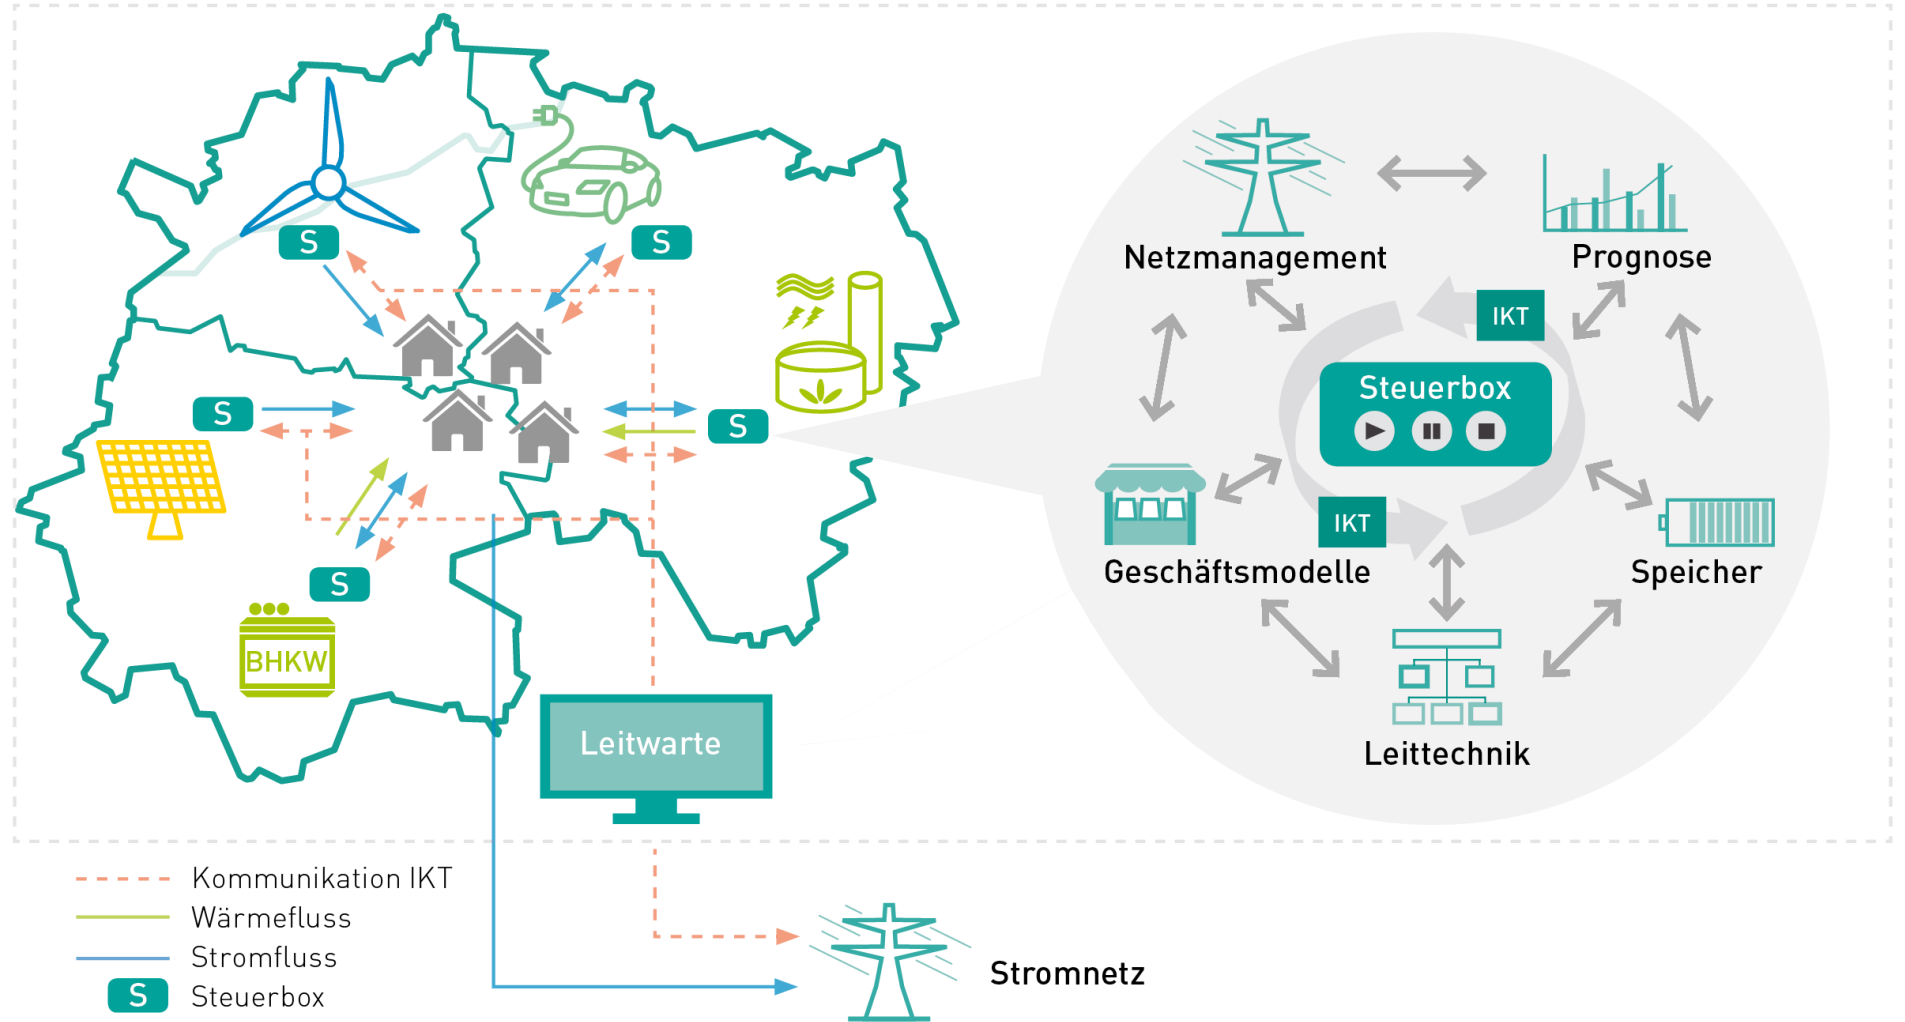 S
S
S
S
S
BHKW
Leitwarte
Netzmanagement
Prognose
IKT
Steuerbox
IKT
Geschäftsmodelle
Speicher
Leittechnik
Kommunikation IKT
Wärmefluss
Stromfluss
S
Steuerbox
Stromnetz